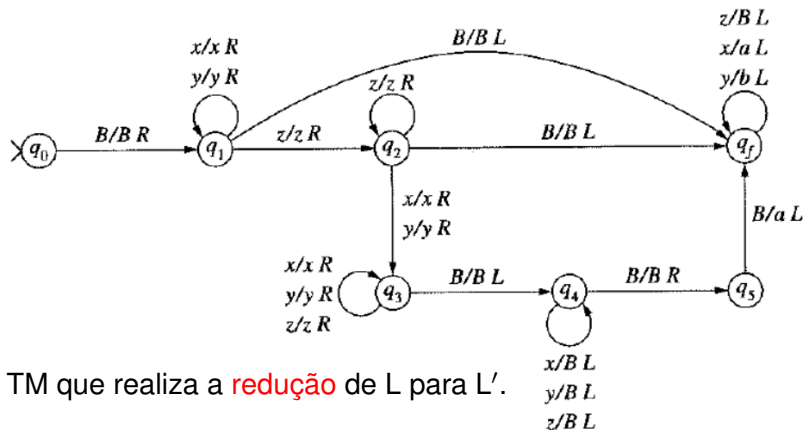 z/B L
x/a L
y/b L
B/B L
x/x R
y/y R
z/z R
q0
B/B R
q1
z/z R
q2
B/B L
qf
x/x R
y/y R
B/a L
x/x R
y/y R
z/z R
q3
B/B L
q4
B/B R
q5
x/B L
y/B L
z/B L
TM que realiza a redução de L para L′.